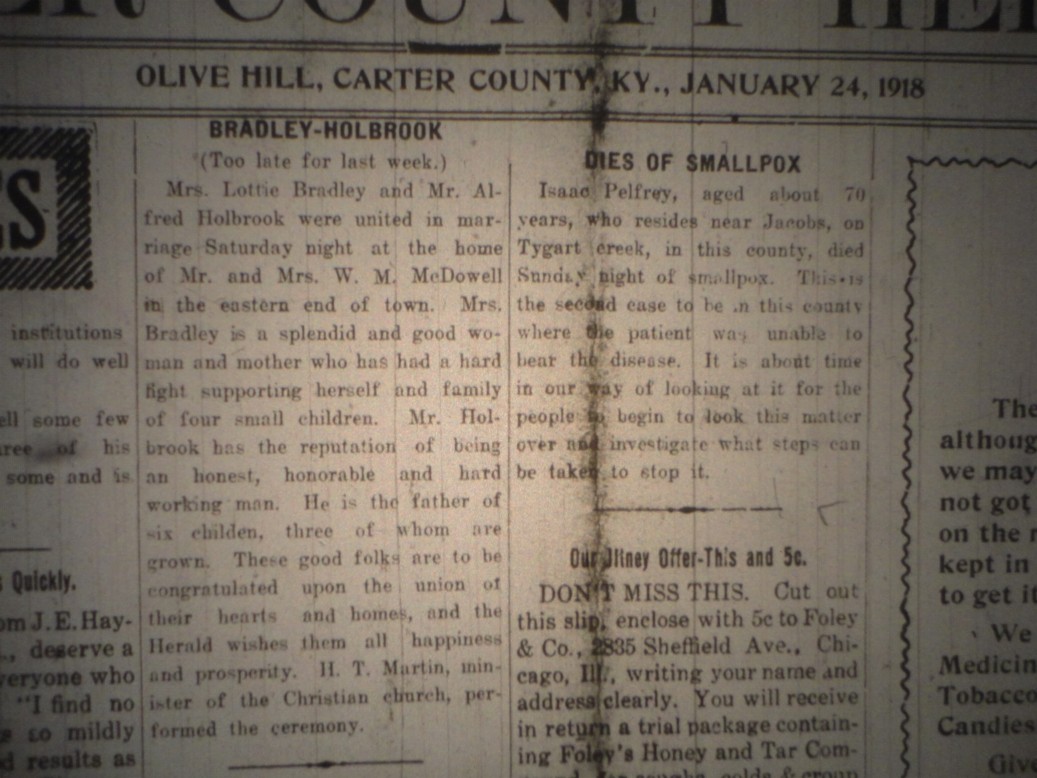 COUNTY
OLIVE HILL, CARTER COUNTY, KY., JANUARY 24, 1918
ES
institutions
will do well
ell some few
of his
some and is
Quickly.
om J. E. Hay-
deserve a
veryone who
"I find no
so mildly
d results as
BRADLEY-HOLBROOK
(Too late for last week.)
Mrs. Lottie Bradley and Mr. Al-
fred Holbrook were united in mar-
riage Saturday night at the home
of Mr. and Mrs. W. M. McDowell
in the eastern end of town. Mrs.
Bradley is a splendid and good wo-
man and mother who has had a hard
fight supporting herself and family
of four small children. Mr. Hol-
brook has the reputation of being
an honest, honorable and hard
working man. He is the father of
six childen, three of whom are
grown. These good folks are to be
congratulated upon the union of
their hearts and homes, and the
Herald wishes them all happiness
and prosperity. H. T. Martin, min-
ister of the Christian church, per-
formed the ceremony.
DIES OF SMALLPOX
Isaac Pelfrey, aged about 70
years, who resides near Jacobs, on
Tygart creek, in this county, died
Sunday night of smallpox. This is
the second case to be in this county
where the patient was unable to
bear the disease. It is about time
in our way of looking at it for the
people to begin to look this matter
over and investigate what steps can
be taken to stop it.
Our Jitney Offer-This and 5c.
DON'T MISS THIS. Cut out
this slip, enclose with 5c to Foley
& Co., 2835 Sheffield Ave., Chi-
cago, Ill., writing your name and
address clearly. You will receive
in return a trial package contain-
ing Foley's Honey and Tar Com-
pound, for coughs, colds & croup
The
althoug
we may
not got
on the
kept in
to get it
We
Medicin
Tobacco
Candies
Give